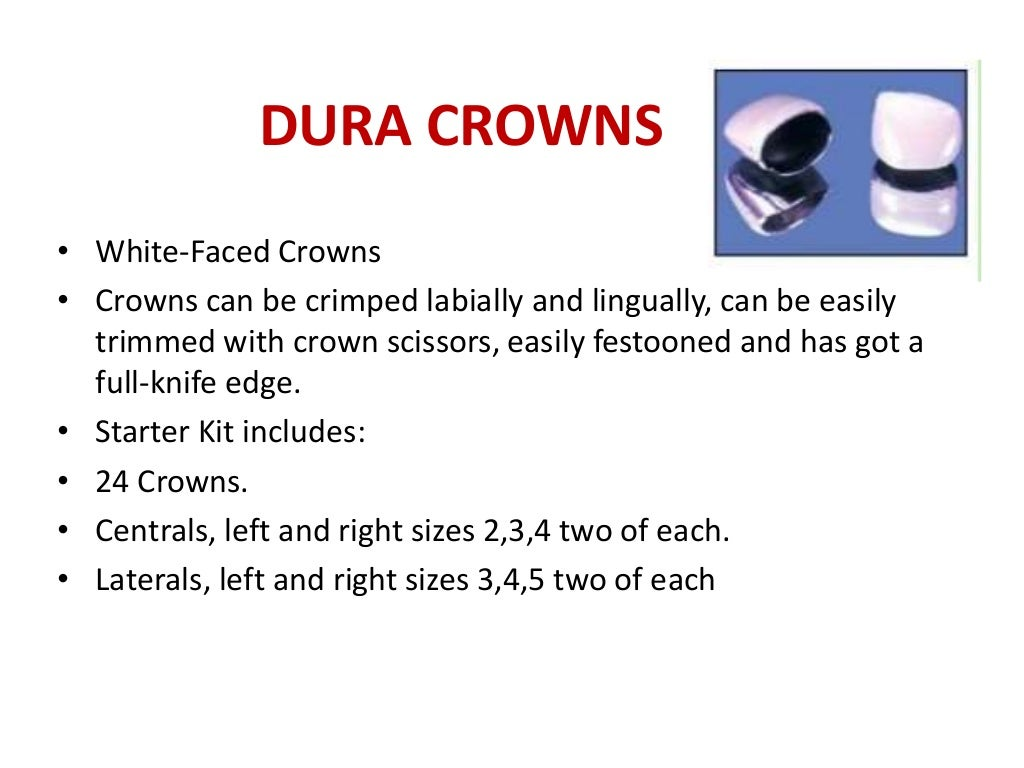 DURA CROWNS
• White-Faced Crowns
• Crowns can be crimped labially and lingually, can be easily
trimmed with crown scissors, easily festooned and has got a
full-knife edge.
• Starter Kit includes:
• 24 Crowns.
• Centrals, left and right sizes 2,3,4 two of each.
• Laterals, left and right sizes 3,4,5 two of each